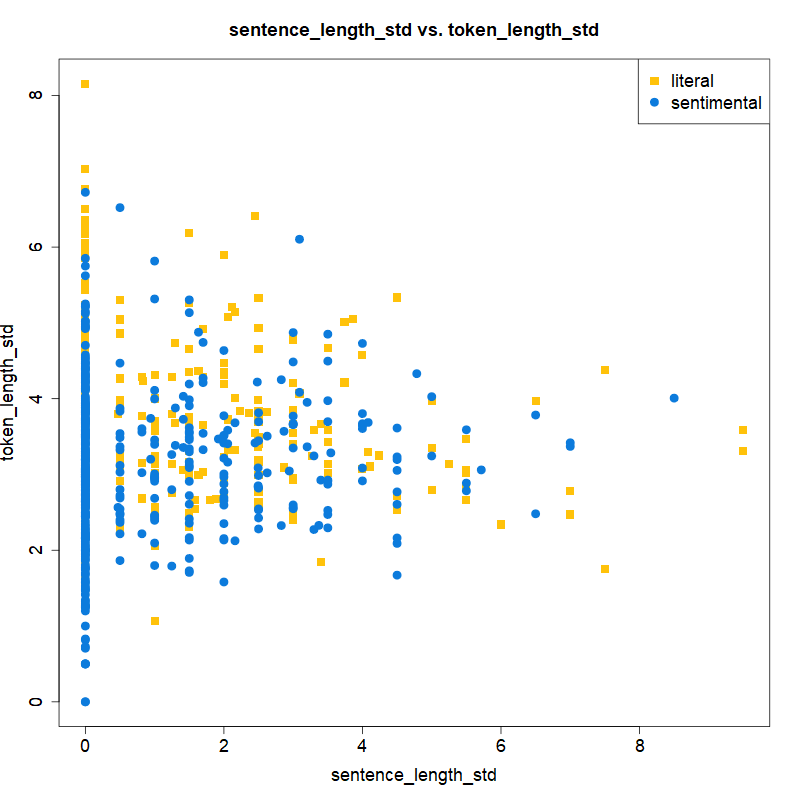 sentence_length_std vs. token_length_std
literal
sentimental
8
6
4
2
0
token_length_std
0 2 4 6 8
sentence_length_std